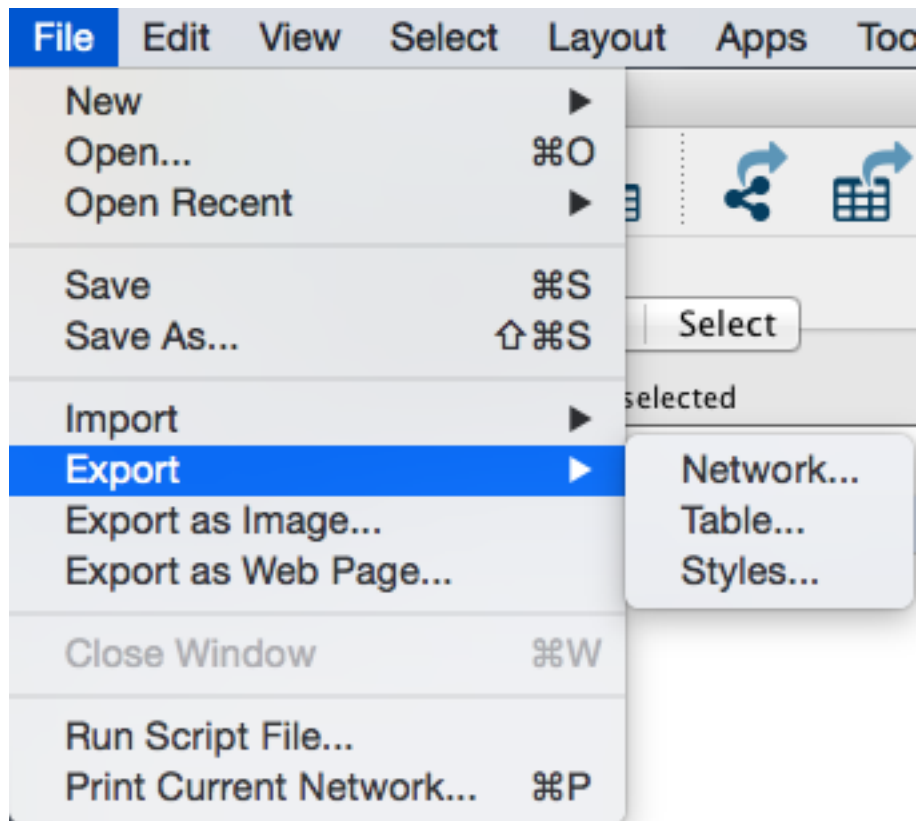 File Edit View Select Layout Apps
New
Open... ⌘O
Open Recent
Save ⌘S
Save As... ⇧⌘S
Select
selected
Import
Export
Network...
Export as Image...
Table...
Export as Web Page...
Styles...
Close Window ⌘W
Run Script File...
Print Current Network... ⌘P